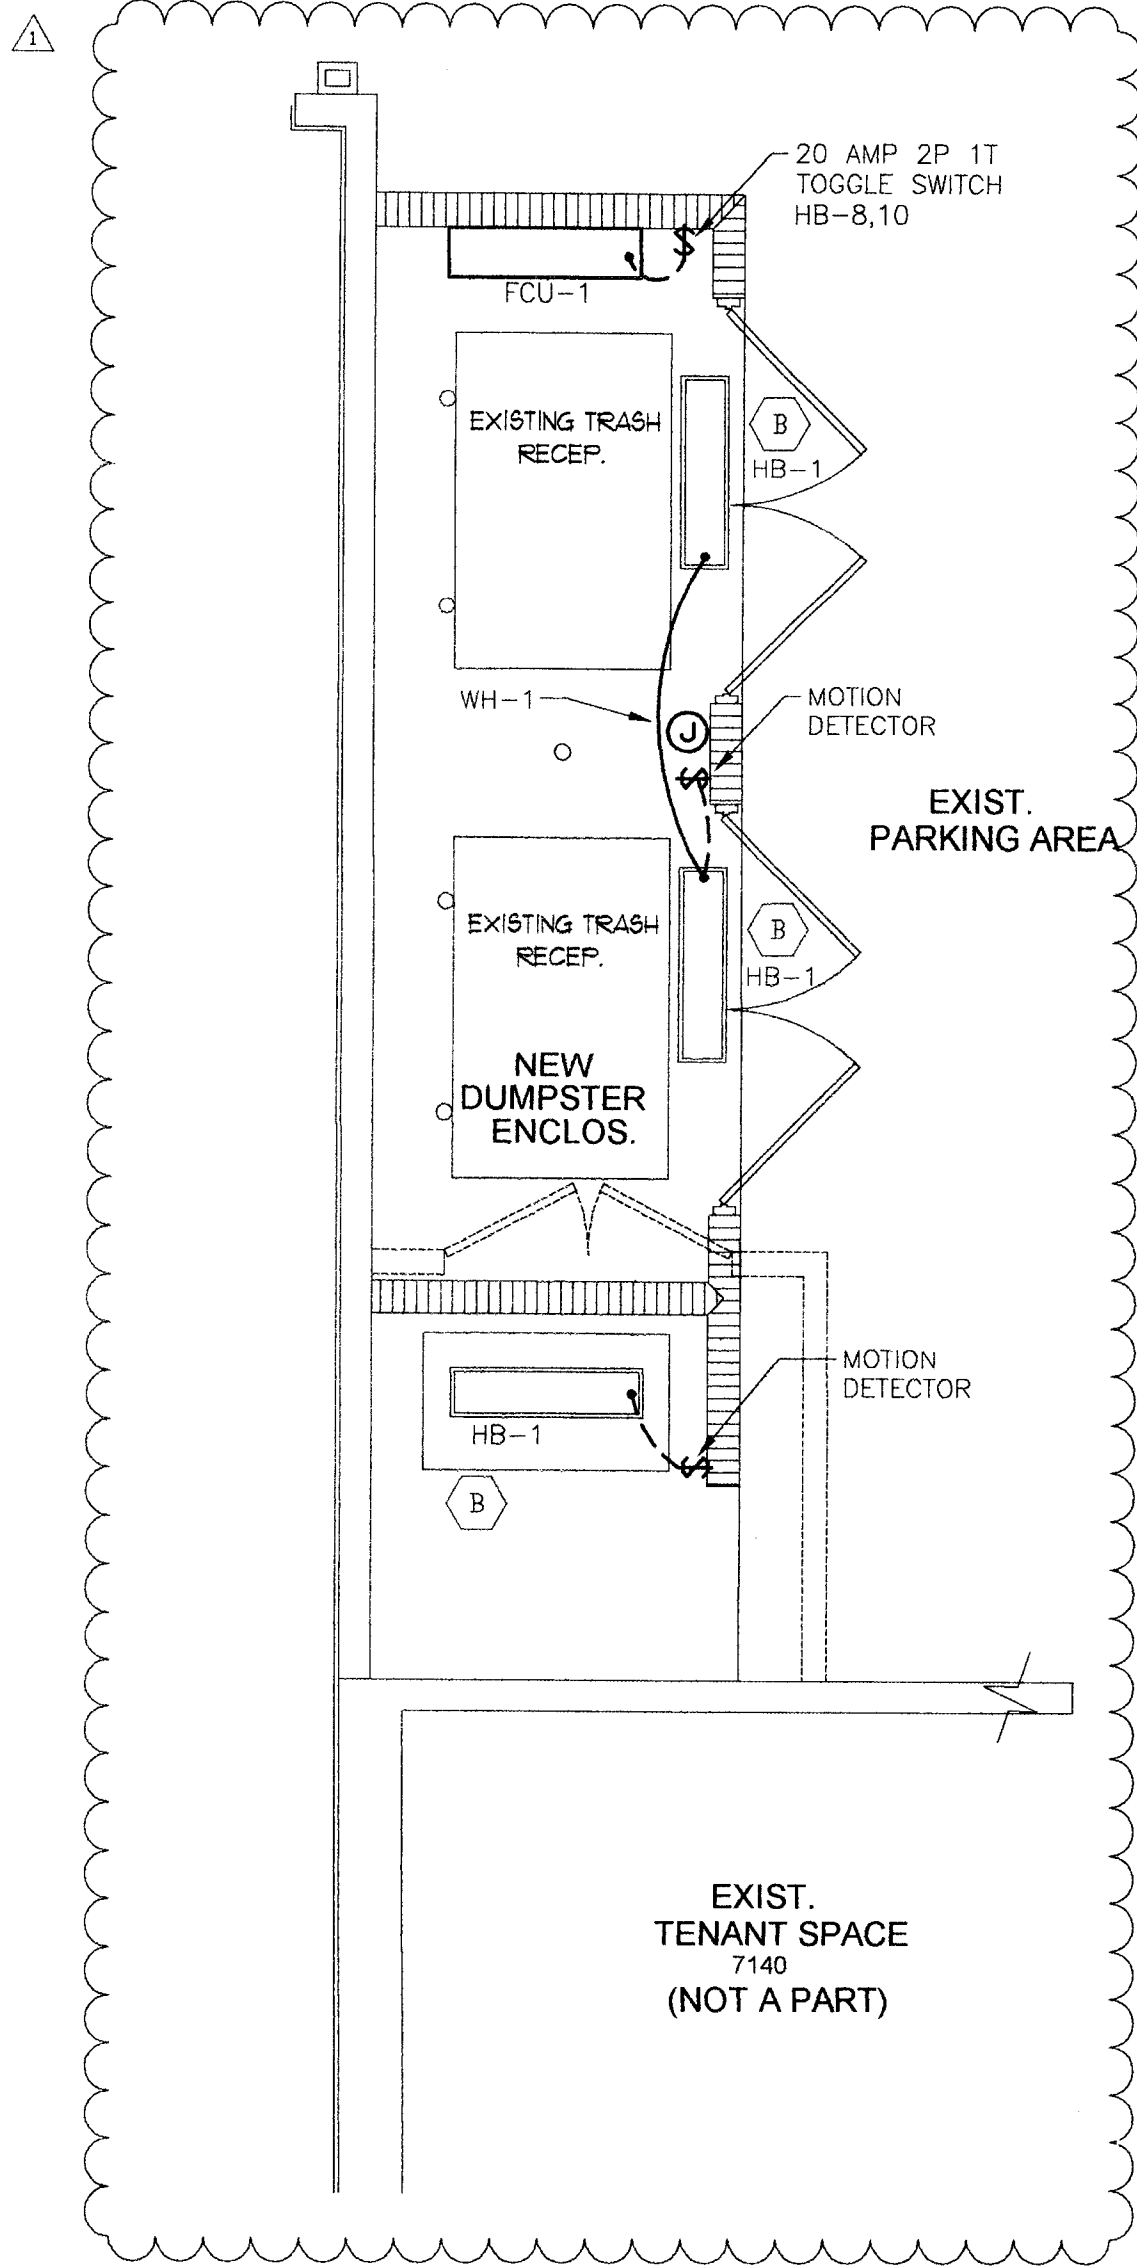 1
20 AMP 2P 1T
TOGGLE SWITCH
HB-8,10
FCU-1
EXISTING TRASH
RECEP.
B
HB-1
WH-1
J
MOTION
DETECTOR
EXIST.
PARKING AREA
EXISTING TRASH
RECEP.
B
HB-1
NEW
DUMPSTER
ENCLOS.
MOTION
DETECTOR
HB-1
B
EXIST.
TENANT SPACE
7140
(NOT A PART)